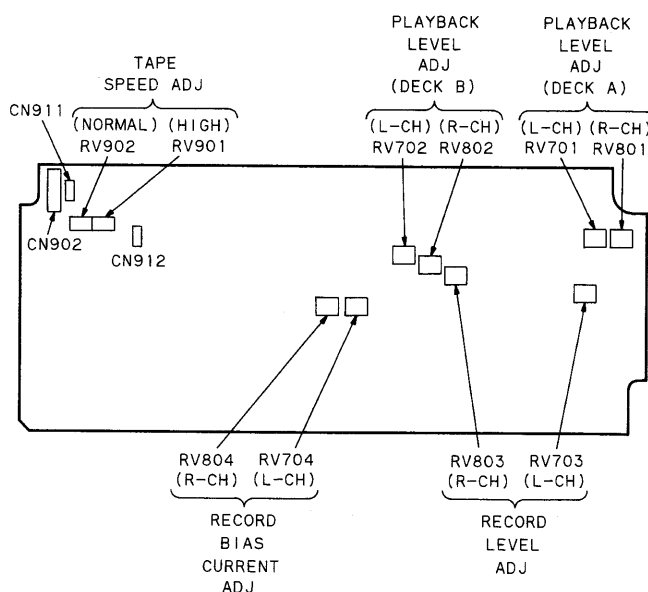 TAPE
SPEED ADJ
CN911
(NORMAL) (HIGH)
RV902 RV901
PLAYBACK
LEVEL
ADJ
(DECK B)
(L-CH) (R-CH)
RV702 RV802
PLAYBACK
LEVEL
ADJ
(DECK A)
(L-CH) (R-CH)
RV701 RV801
CN902
CN912
RV804 RV704
(R-CH) (L-CH)
RECORD
BIAS
CURRENT
ADJ
RV803 RV703
(R-CH) (L-CH)
RECORD
LEVEL
ADJ